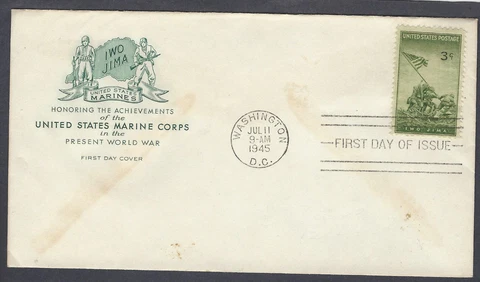 IWO
JIMA
UNITED STATES
MARINES
HONORING THE ACHIEVEMENTS
of the
UNITED STATES MARINE CORPS
in the
PRESENT WORLD WAR
FIRST DAY COVER
WASHINGTON
JUL 11
9-AM
1945
D.C.
UNITED STATES POSTAGE
3¢
IWO JIMA
FIRST DAY OF ISSUE